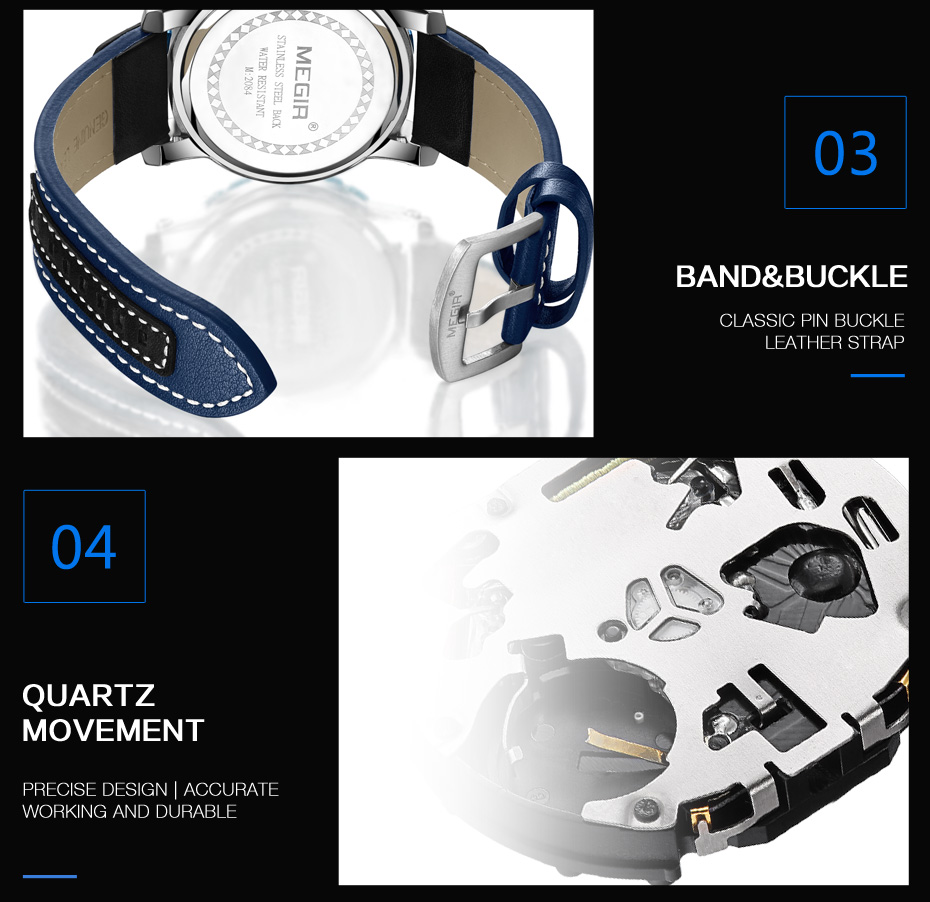 MEGIR®
STAINLESS STEEL BACK
WATER RESISTANT
M:2084
GENUINE
MEGIR®
03
BAND&BUCKLE
CLASSIC PIN BUCKLE
LEATHER STRAP
04
QUARTZ
MOVEMENT
PRECISE DESIGN | ACCURATE
WORKING AND DURABLE